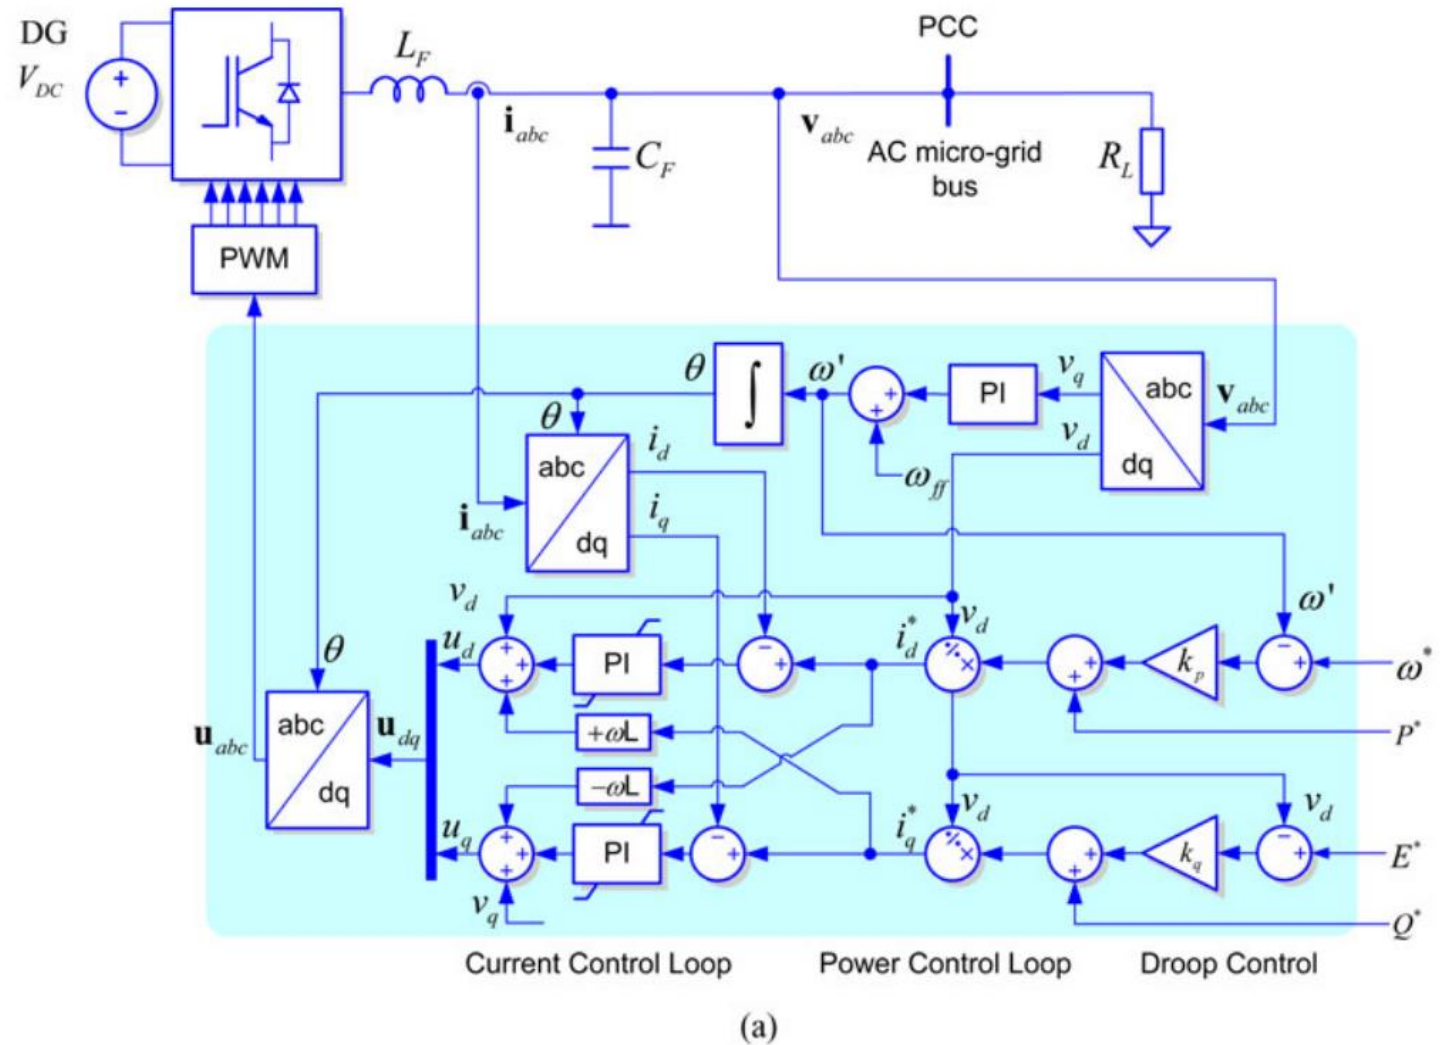 DG
V_DC
+
−
L_F
i_abc
C_F
v_abc
PCC
AC micro-grid
bus
R_L
PWM
θ
∫
ω'
+
+
ω_ff
PI
v_q
v_d
abc
dq
v_abc
θ
abc
dq
i_abc
i_d
i_q
ω'
v_d
u_d
+
+
+
PI
−
+
i_d^*
v_d
%
×
+
+
k_p
−
+
ω^*
P^*
θ
+ωL
−ωL
u_abc
abc
dq
u_dq
u_q
+
+
+
PI
−
+
i_q^*
v_d
%
×
+
+
k_q
−
+
v_d
E^*
v_q
Q^*
Current Control Loop
Power Control Loop
Droop Control
(a)